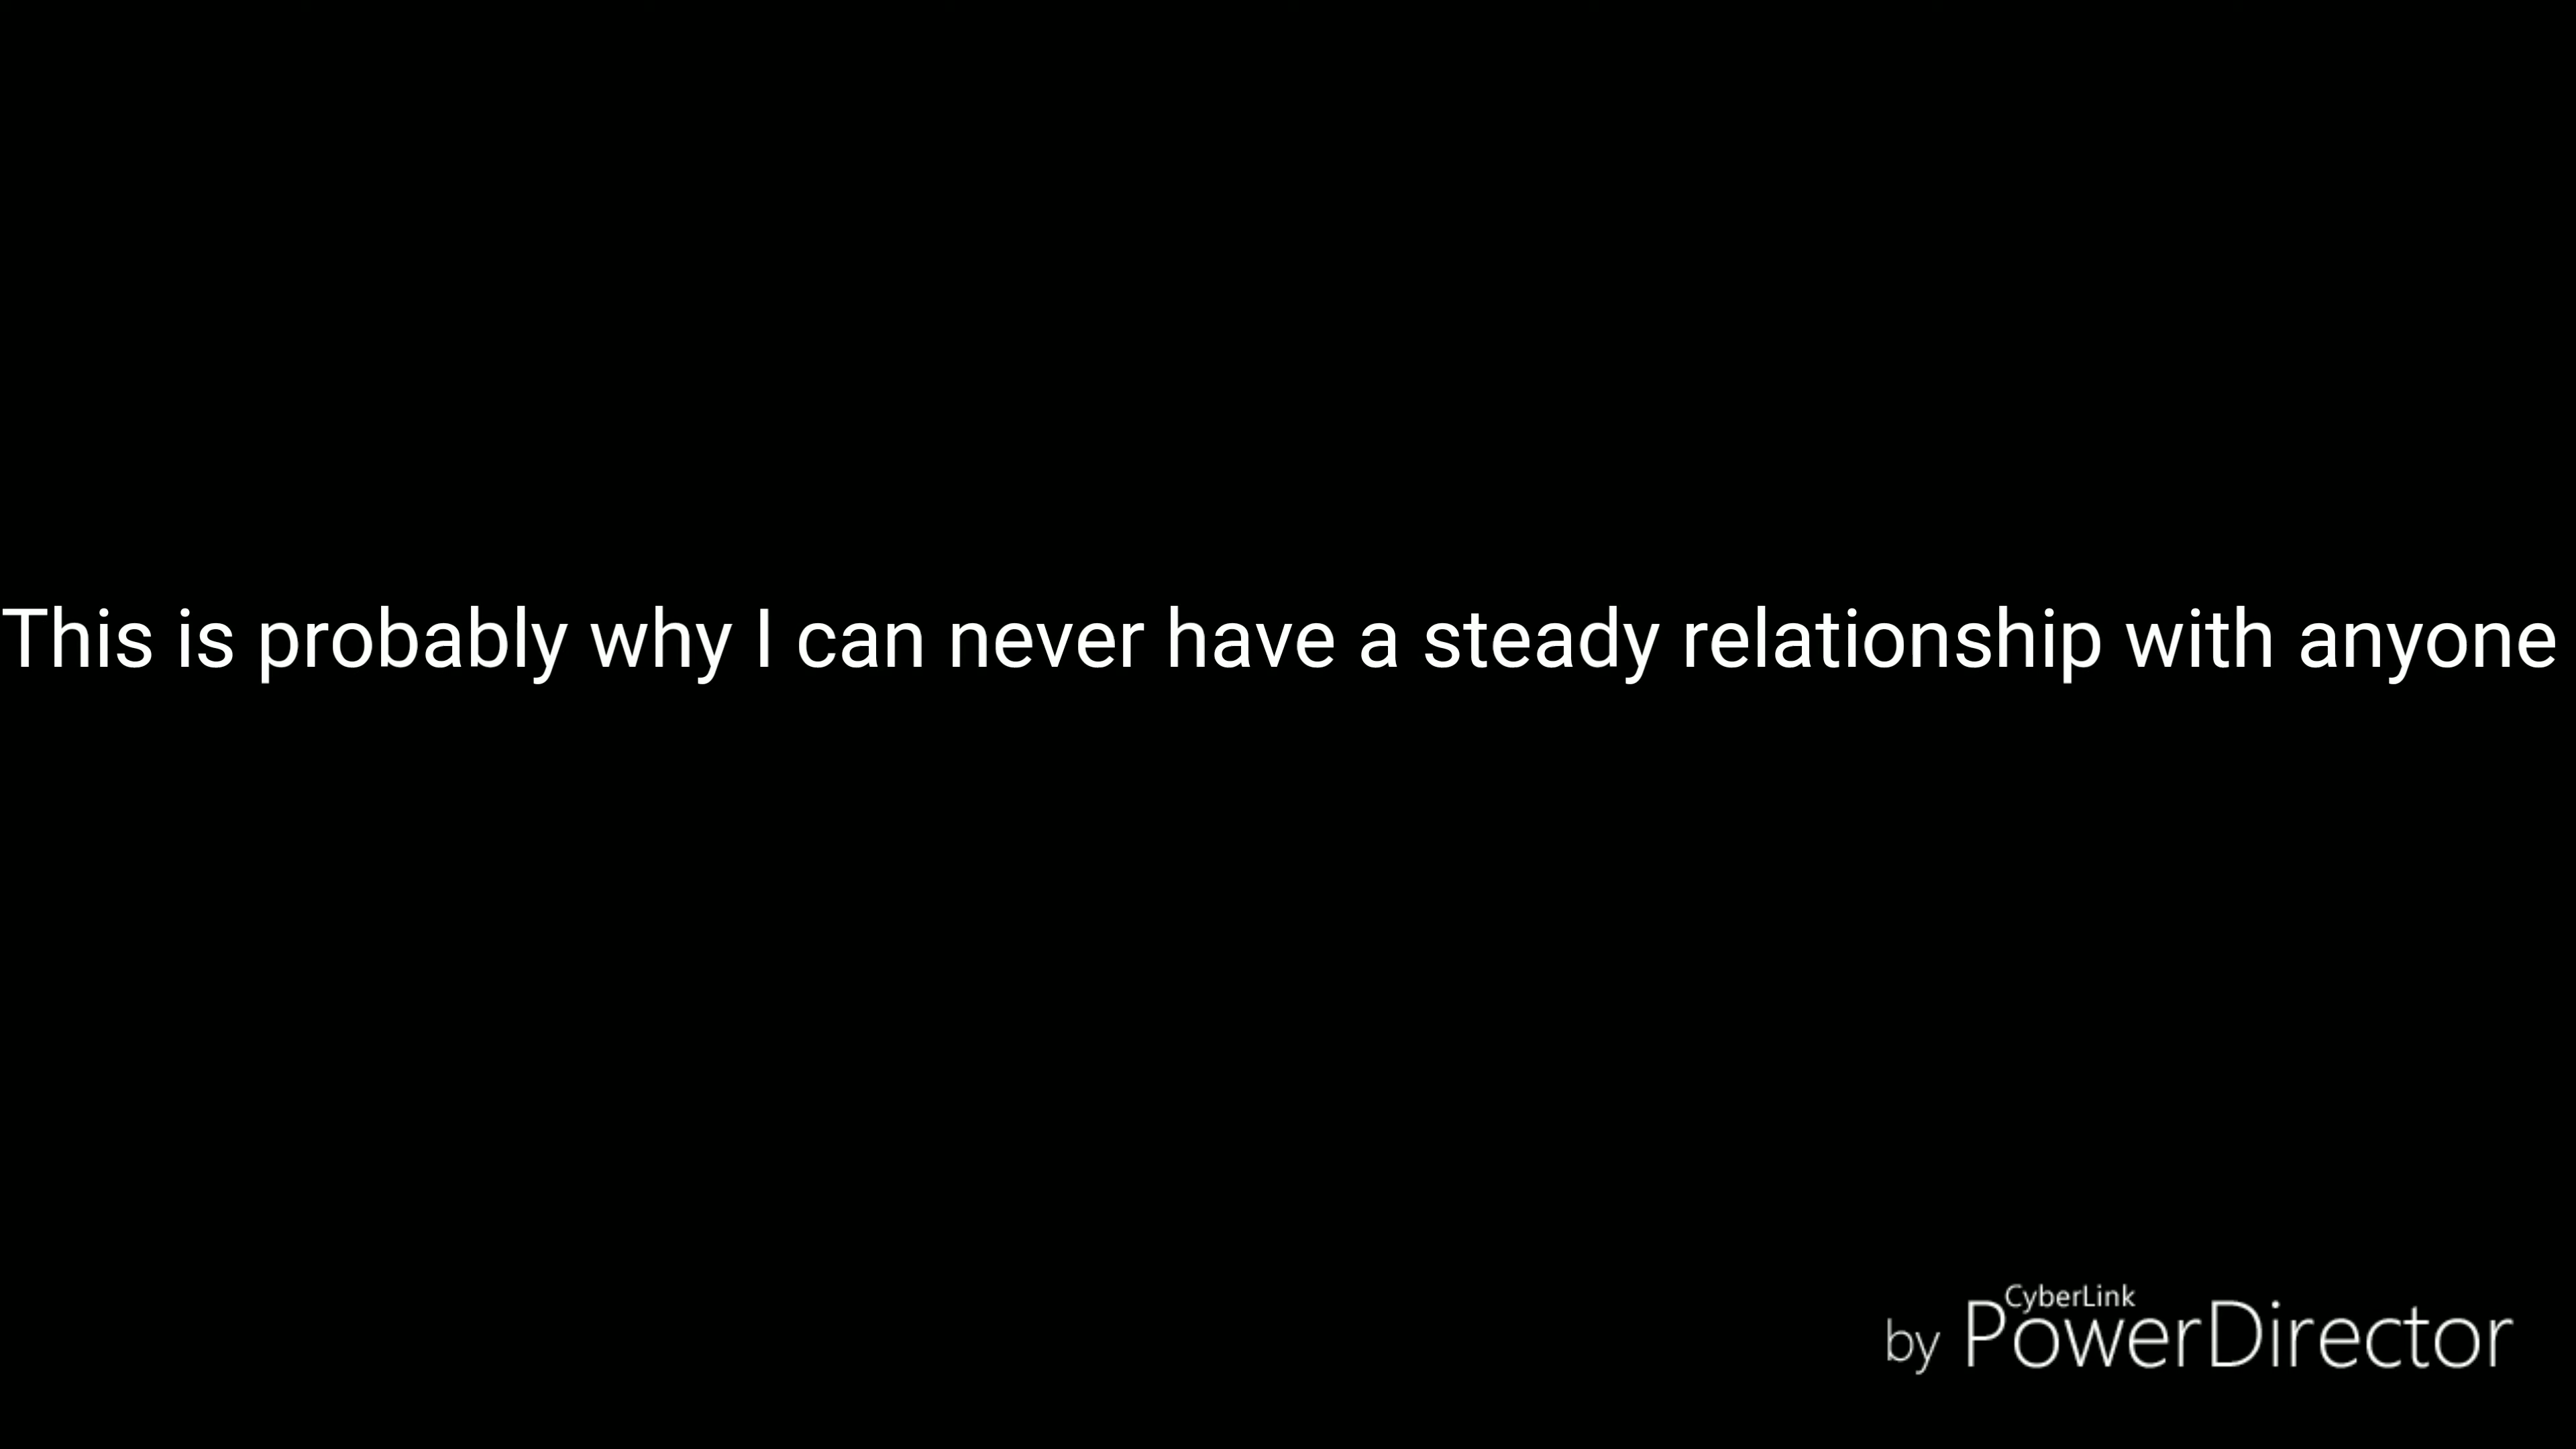 This is probably why I can never have a steady relationship with anyone
CyberLink
by PowerDirector